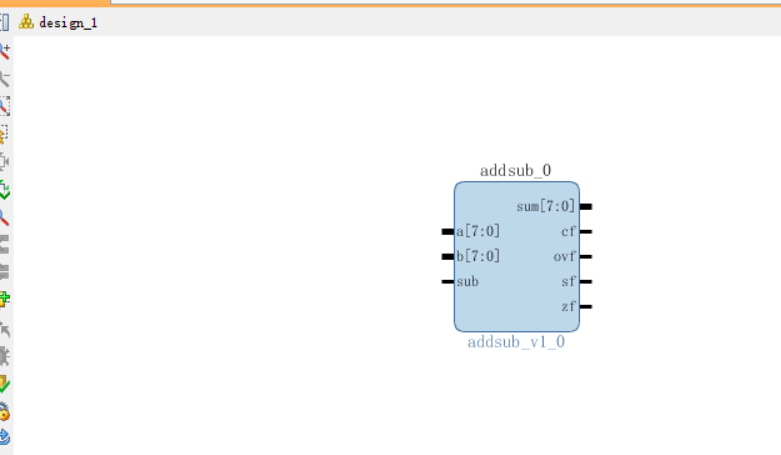 design_1
addsub_0
sum[7:0]
a[7:0] cf
b[7:0] ovf
sub sf
zf
addsub_v1_0